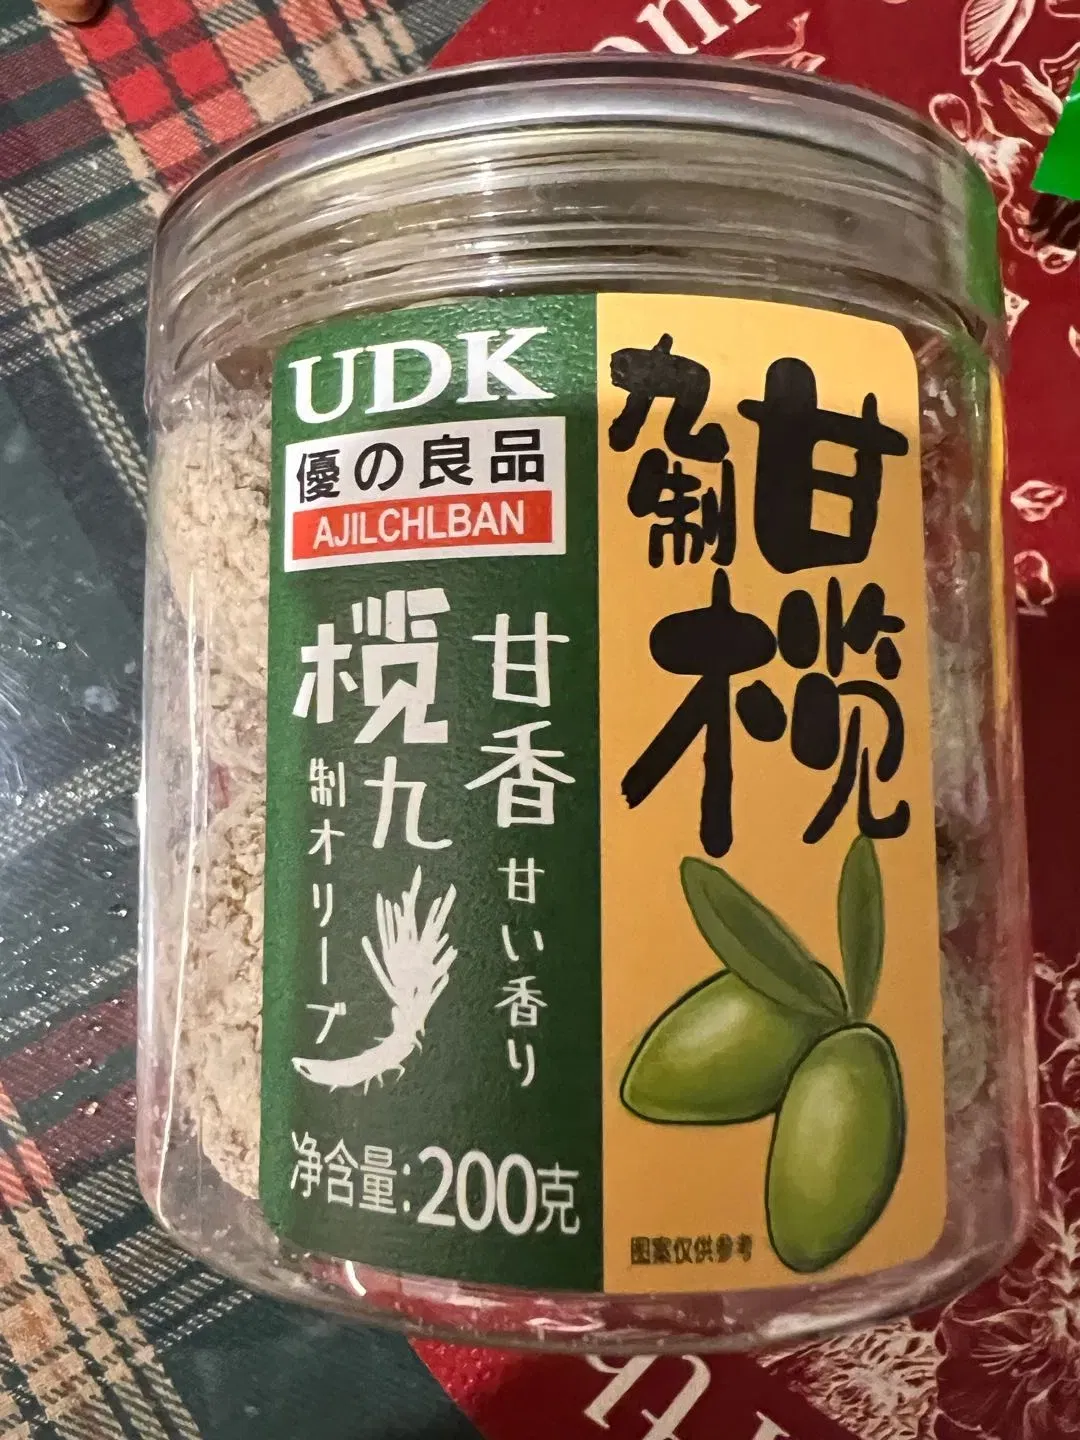 UDK
優の良品
AJILCHLBAN
甘香
甘い香り
榄九
制オリーブ
净含量:200克
九制
甘榄
图案仅供参考